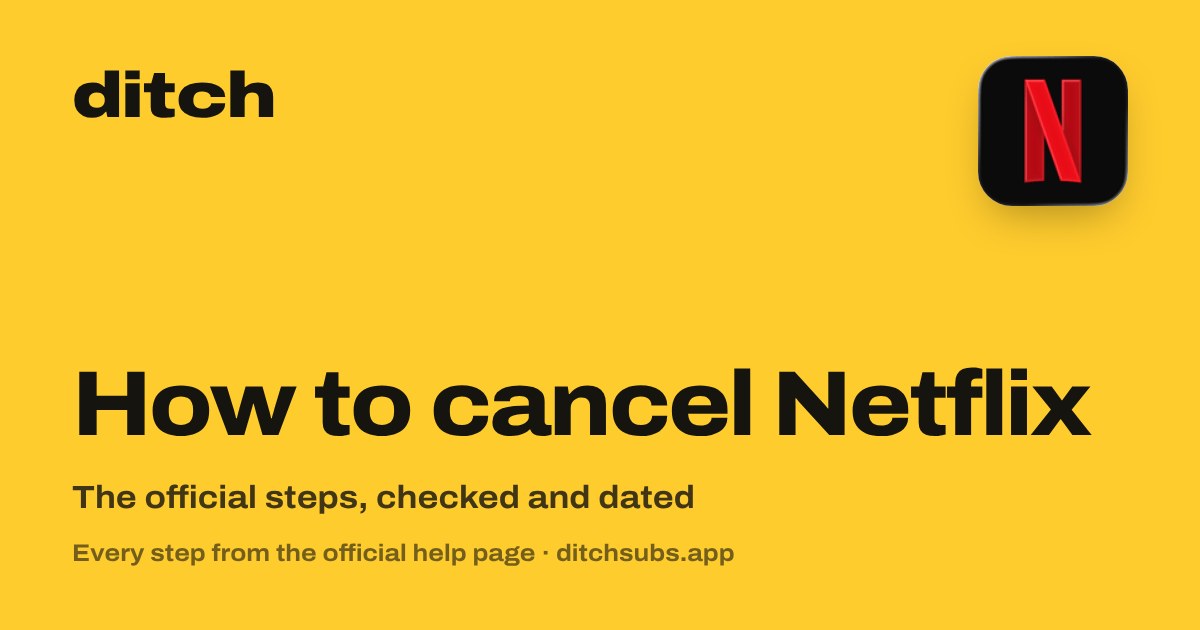 ditch
N
How to cancel Netflix
The official steps, checked and dated
Every step from the official help page · ditchsubs.app